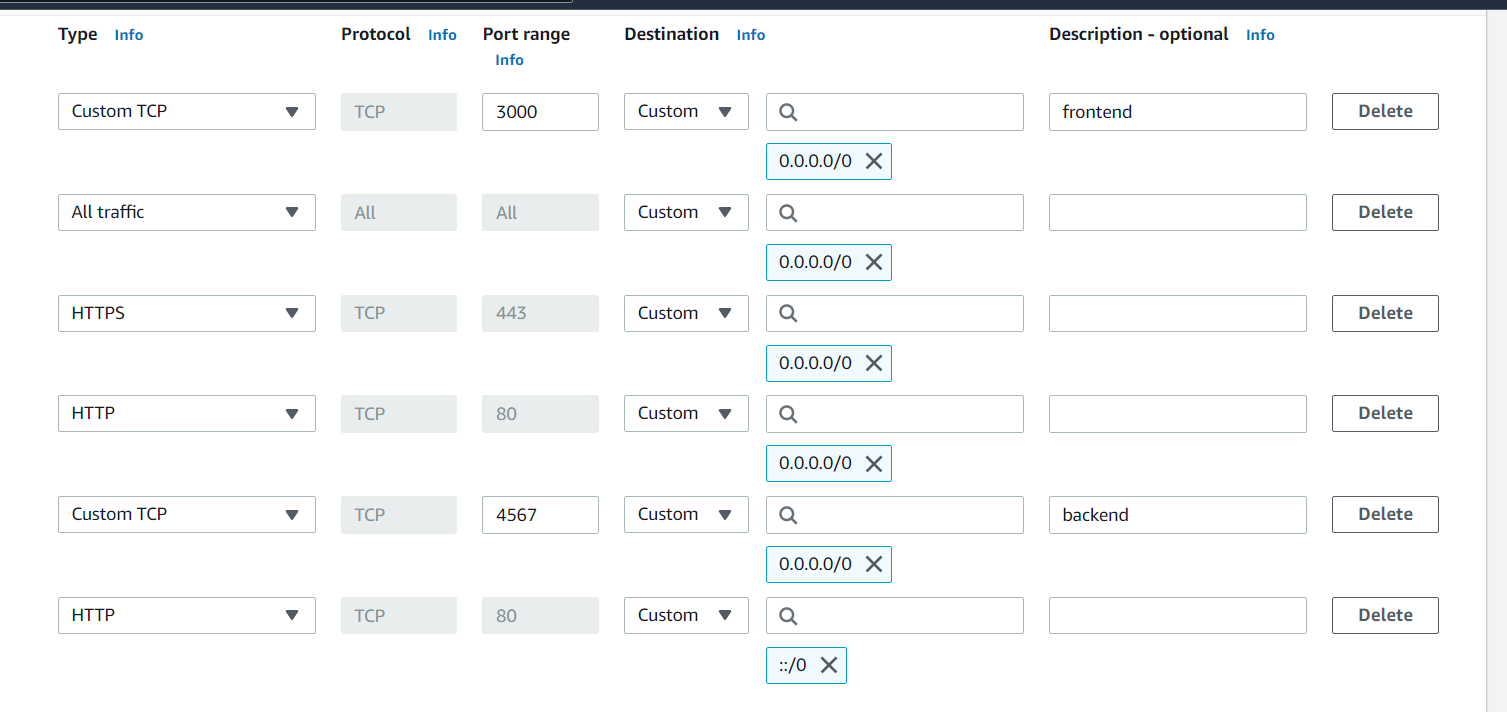 Type Info Protocol Info Port range Destination Info Description - optional Info
Info
Custom TCP TCP 3000 Custom frontend Delete
0.0.0.0/0
All traffic All All Custom Delete
0.0.0.0/0
HTTPS TCP 443 Custom Delete
0.0.0.0/0
HTTP TCP 80 Custom Delete
0.0.0.0/0
Custom TCP TCP 4567 Custom backend Delete
0.0.0.0/0
HTTP TCP 80 Custom Delete
::/0